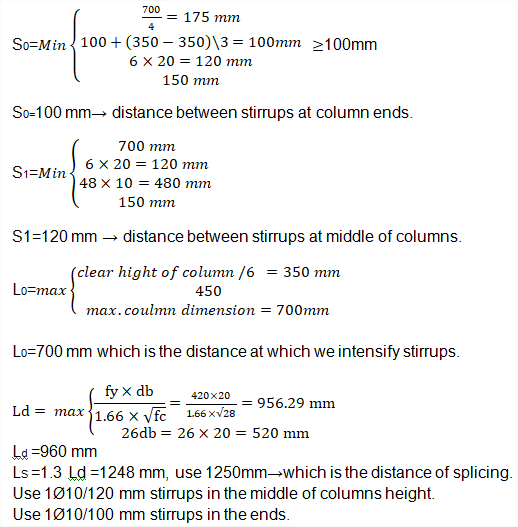 700
S0=Min { — = 175 mm
4
100 + (350 − 350)\3 = 100mm ≥100mm
6 × 20 = 120 mm
150 mm
S0=100 mm→ distance between stirrups at column ends.
700 mm
S1=Min { 6 × 20 = 120 mm
48 × 10 = 480 mm
150 mm
S1=120 mm → distance between stirrups at middle of columns.
clear hight of column /6 = 350 mm
L0=max { 450
max.coulmn dimension = 700mm
L0=700 mm which is the distance at which we intensify stirrups.
Ld = max { fy × db / 1.66 × √fc = 420×20 / 1.66×√28 = 956.29 mm
26db = 26 × 20 = 520 mm
Ld =960 mm
Ls =1.3 Ld =1248 mm, use 1250mm→which is the distance of splicing.
Use 1Ø10/120 mm stirrups in the middle of columns height.
Use 1Ø10/100 mm stirrups in the ends.